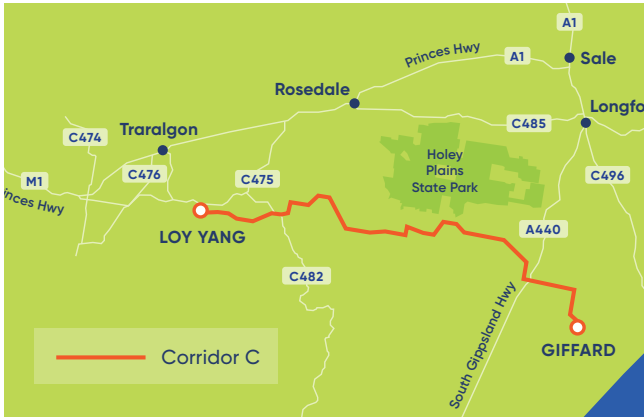 A1
Princes Hwy
A1
Sale
Rosedale
C485
Longfo
C474
Traralgon
Holey
Plains
State Park
C476
C475
C496
M1
inces Hwy
LOY YANG
A440
C482
South Gippsland Hwy
Corridor C
GIFFARD